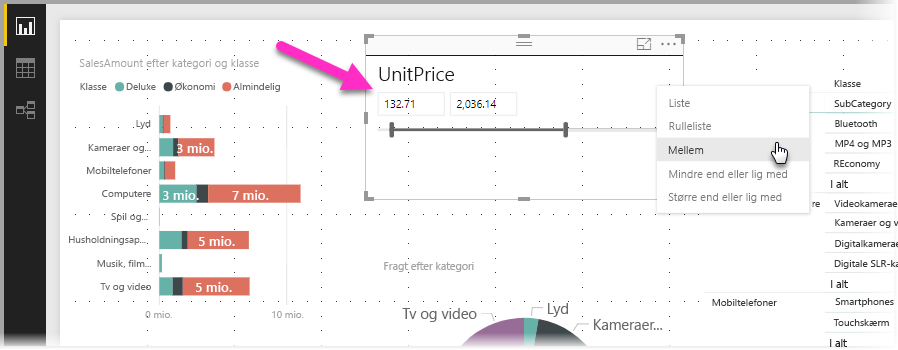 SalesAmount efter kategori og klasse
Klasse Deluxe Økonomi Almindelig
Lyd
Kameraer og...
3 mio.
Mobiltelefoner
Computere
3 mio.
7 mio.
Spil og...
Husholdningsap...
5 mio.
Musik, film...
Tv og video
5 mio.
0 mio.
10 mio.
UnitPrice
132.71
2,036.14
Liste
Rulleliste
Mellem
Mindre end eller lig med
Større end eller lig med
Fragt efter kategori
Tv og video
Lyd
Kameraer...
Klasse
SubCategory
Bluetooth
MP4 og MP3
REconomy
I alt
Videokamerae
Kameraer og v
Digitalkamerae
Digitale SLR-ka
I alt
Mobiltelefoner
Smartphones
Touchskærm
I alt